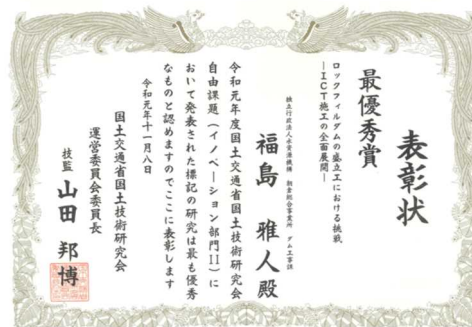 表彰状
最優秀賞
ロックフィルダムの盛立工における挑戦
―ICT施工の全面展開―
独立行政法人水資源機構 朝倉総合事業所 ダム工事課
福島 雅人殿
令和元年度国土交通省国土技術研究会
自由課題(イノベーション部門II)に
おいて発表された標記の研究は最も優秀
なものと認めますのでここに表彰します
令和元年十一月八日
国土交通省国土技術研究会
運営委員会委員長
技監 山田 邦博